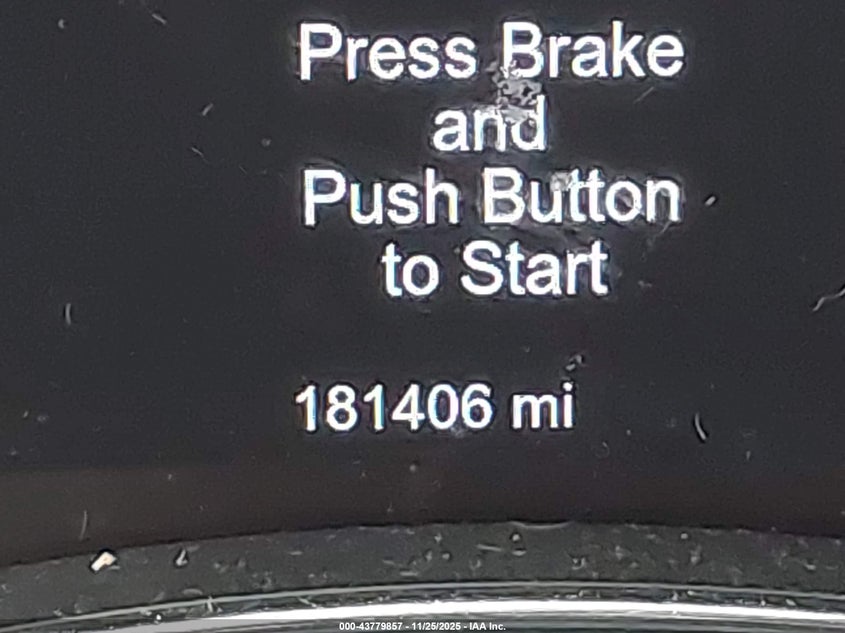 Press Brake
and
Push Button
to Start
181406 mi
000-43779857 - 11/25/2025 - IAA Inc.